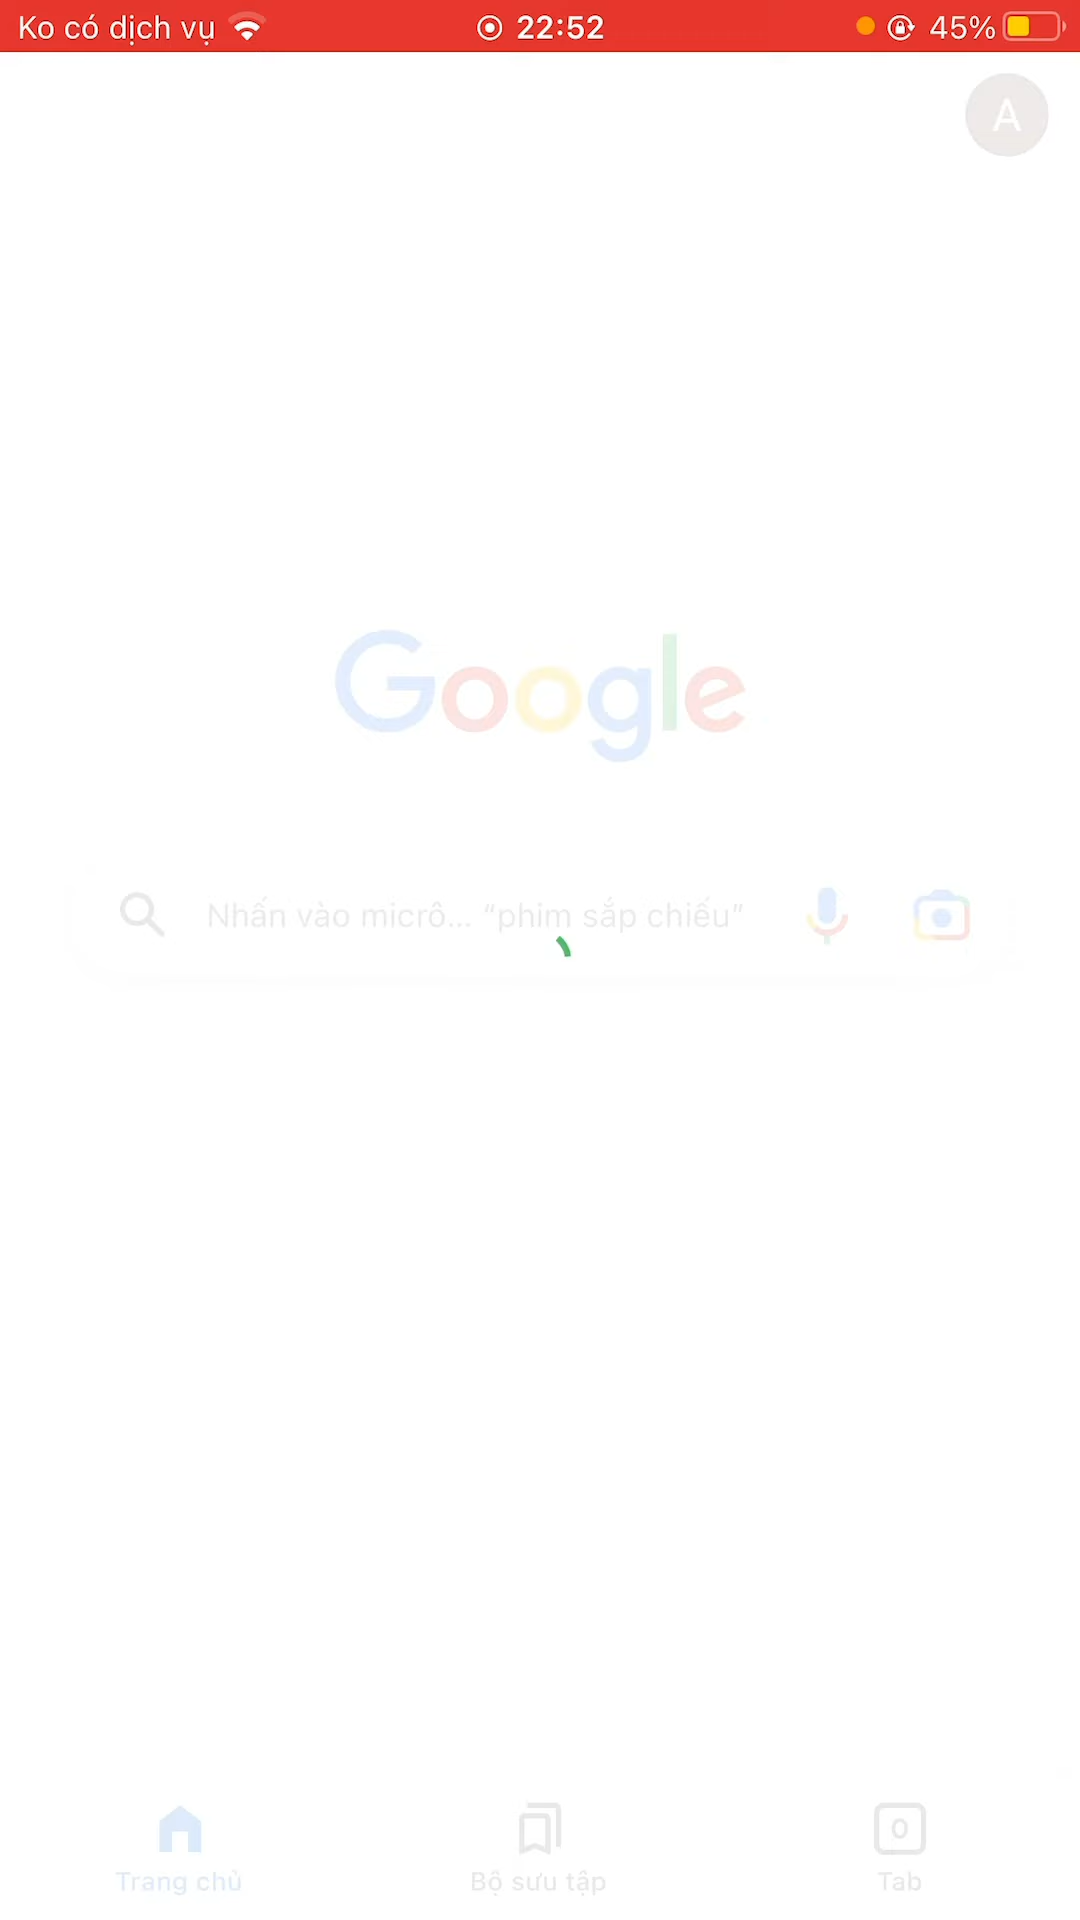 Ko có dịch vụ 22:52 45%
A
Google
Nhấn vào micrô... “phim sắp chiếu”
0
Trang chủ Bộ sưu tập Tab